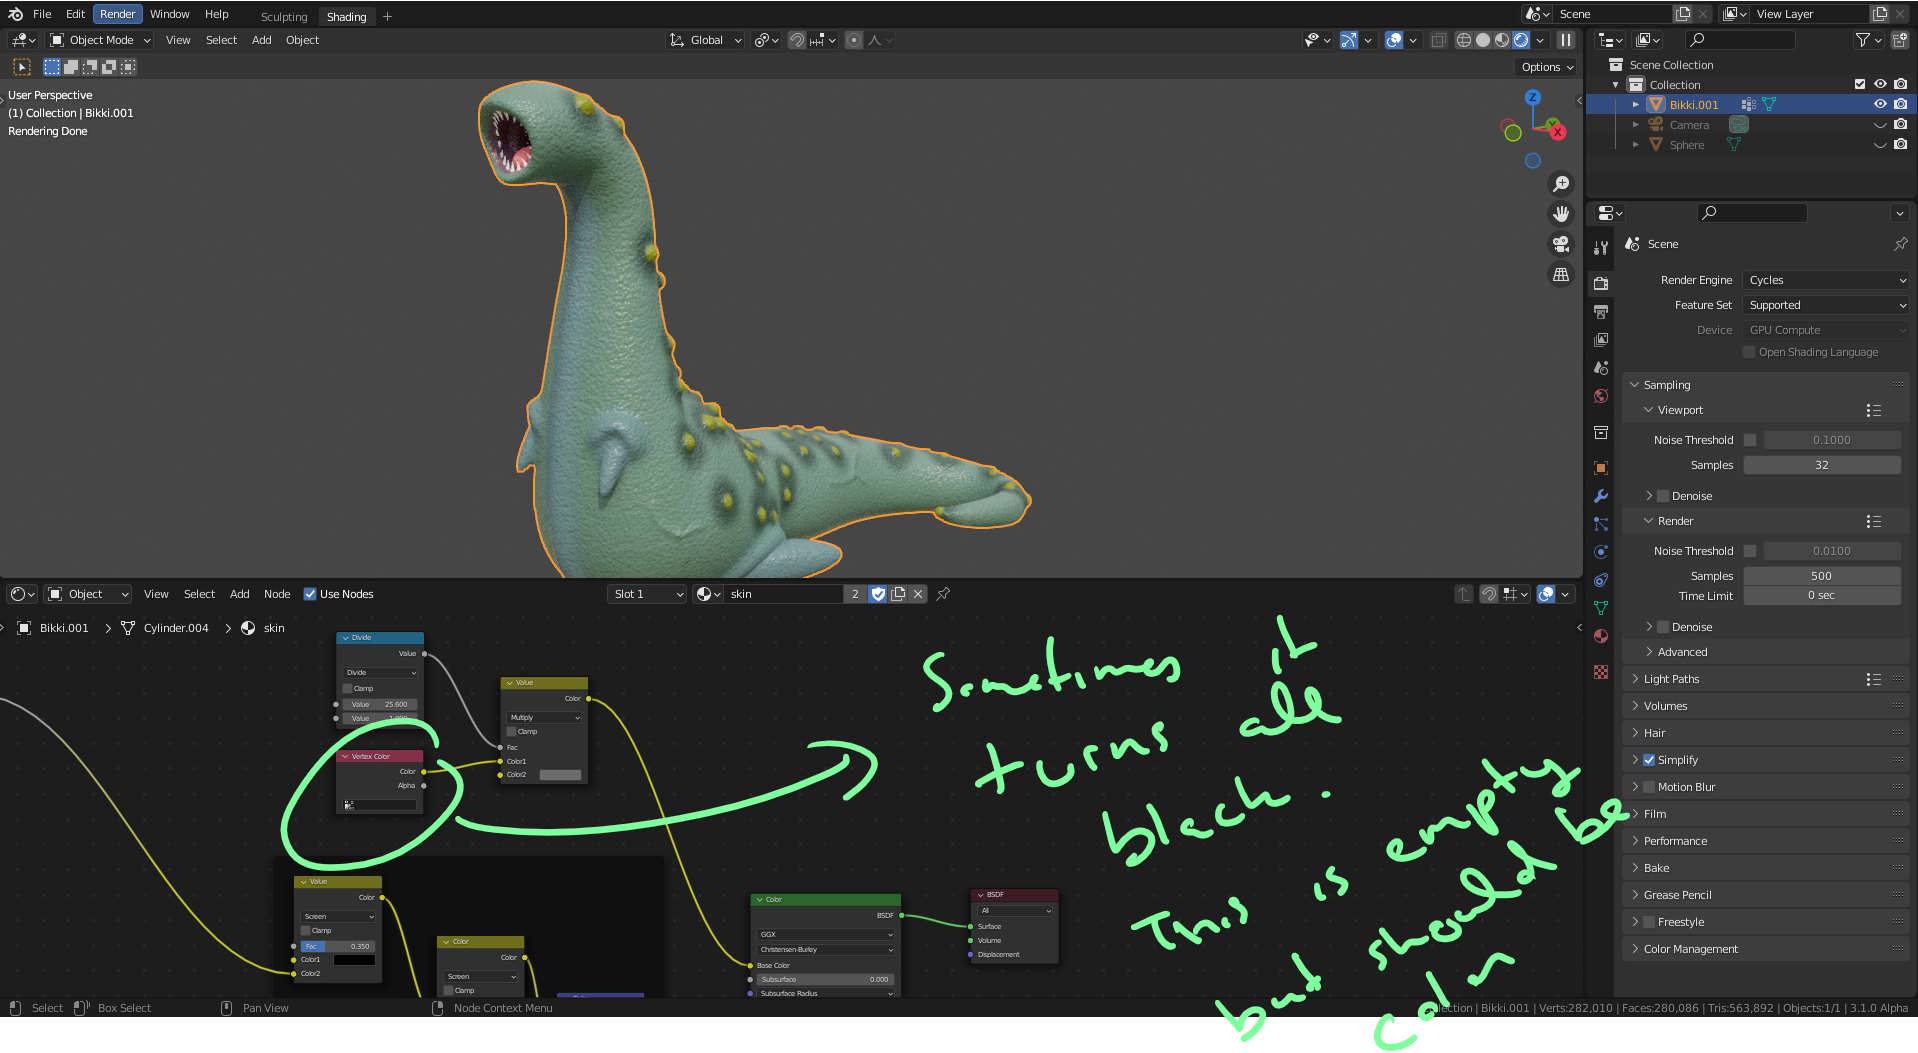 File Edit Render Window Help Sculpting Shading + Scene View Layer
Object Mode View Select Add Object Global
Options
User Perspective
(1) Collection | Bikki.001
Rendering Done
Z
Y
X
Scene Collection
Collection
Bikki.001
Camera
Sphere
Scene
Render Engine Cycles
Feature Set Supported
Device GPU Compute
Open Shading Language
Sampling
Viewport
Noise Threshold 0.1000
Samples 32
Denoise
Render
Noise Threshold 0.0100
Samples 500
Time Limit 0 sec
Denoise
Advanced
Light Paths
Volumes
Hair
Simplify
Motion Blur
Film
Performance
Bake
Grease Pencil
Freestyle
Color Management
Object View Select Add Node Use Nodes Slot 1 skin 2
Bikki.001 > Cylinder.004 > skin
Divide
Value
Divide
Clamp
Value 25.600
Value
Vertex Color
Color
Alpha
Value
Color
Multiply
Clamp
Fac
Color1
Color2
Value
Color
Screen
Clamp
Fac 0.350
Color1
Color2
Color
Color
Screen
Clamp
Color
BSDF
GGX
Christensen-Burley
Base Color
Subsurface 0.000
Subsurface Radius
BSDF
All
Surface
Volume
Displacement
Sometimes it
turns all
black.
This is empty
but should be
Color
Select Box Select Pan View Node Context Menu
| Bikki.001 | Verts:282,010 | Faces:280,086 | Tris:563,892 | Objects:1/1 | 3.1.0 Alpha